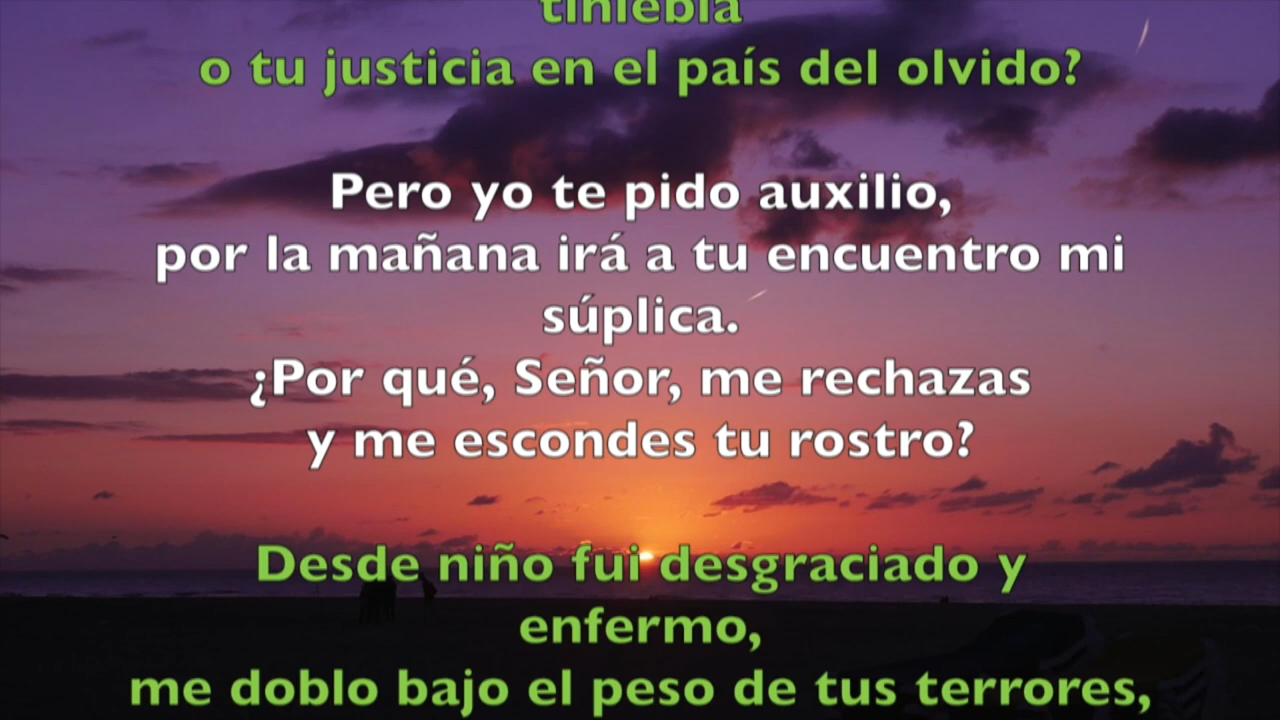 tiniebla
o tu justicia en el país del olvido?
Pero yo te pido auxilio,
por la mañana irá a tu encuentro mi
súplica.
¿Por qué, Señor, me rechazas
y me escondes tu rostro?
Desde niño fui desgraciado y
enfermo,
me doblo bajo el peso de tus terrores,